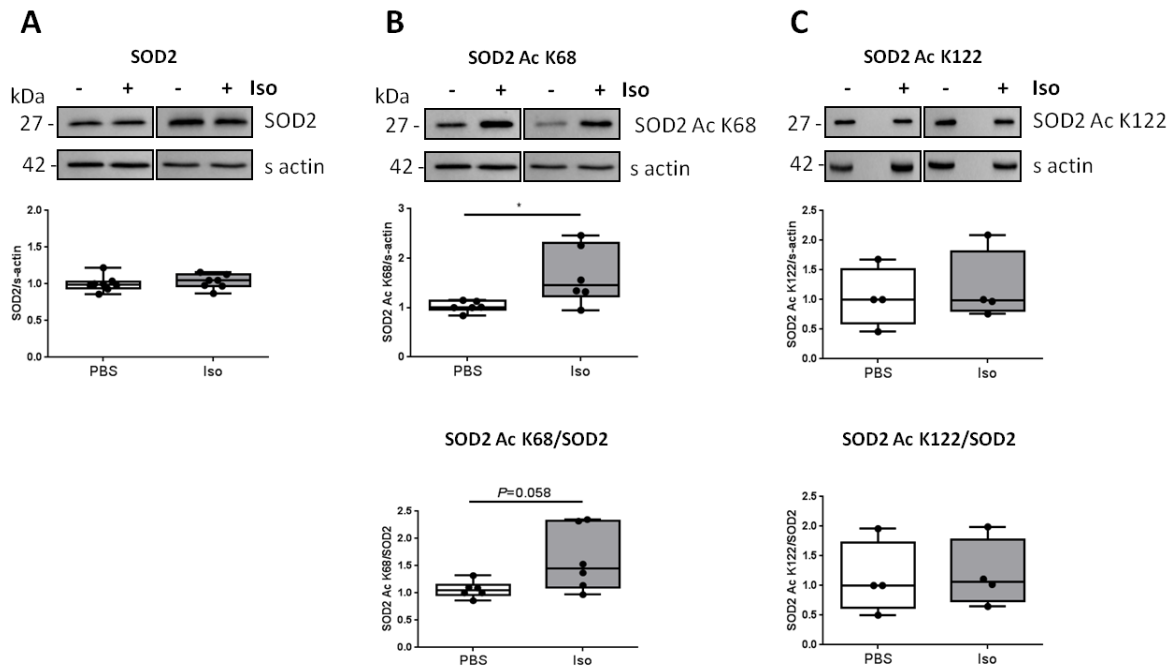 A
SOD2
- + - + Iso
kDa
27 - SOD2
42 - s actin
SOD2/s-actin
2.0
1.5
1.0
0.5
0.0
PBS Iso
B
SOD2 Ac K68
- + - + Iso
kDa
27 - SOD2 Ac K68
42 - s actin
SOD2 Ac K68/s-actin
3
2
1
0
*
PBS Iso
SOD2 Ac K68/SOD2
P=0.058
SOD2 Ac K68/SOD2
2.5
2.0
1.5
1.0
0.5
0.0
PBS Iso
C
SOD2 Ac K122
- + - + Iso
27 - SOD2 Ac K122
42 - s actin
SOD2 Ac K122/s-actin
2.5
2.0
1.5
1.0
0.5
0.0
PBS Iso
SOD2 Ac K122/SOD2
SOD2 Ac K122/SOD2
2.5
2.0
1.5
1.0
0.5
0.0
PBS Iso